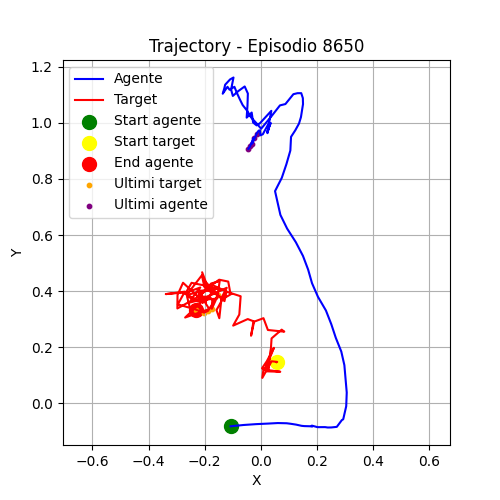 Trajectory - Episodio 8650
Agente
Target
Start agente
Start target
End agente
Ultimi target
Ultimi agente
Y
1.2
1.0
0.8
0.6
0.4
0.2
0.0
−0.6 −0.4 −0.2 0.0 0.2 0.4 0.6
X